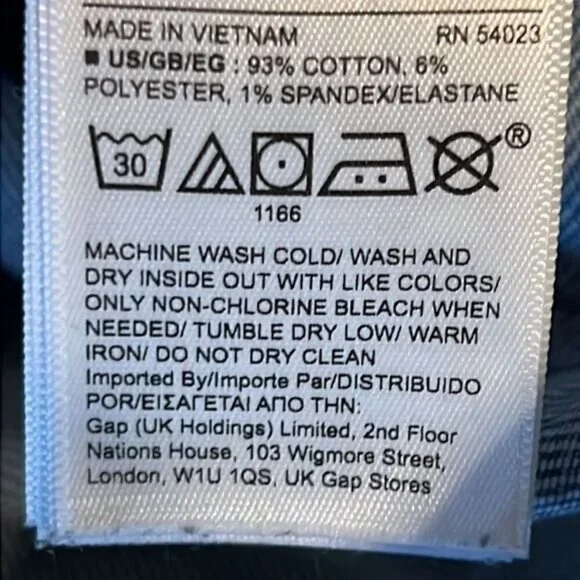 MADE IN VIETNAM RN 54023
■ US/GB/EG : 93% COTTON, 6%
POLYESTER, 1% SPANDEX/ELASTANE
30 ®
1166
MACHINE WASH COLD/ WASH AND
DRY INSIDE OUT WITH LIKE COLORS/
ONLY NON-CHLORINE BLEACH WHEN
NEEDED/ TUMBLE DRY LOW/ WARM
IRON/ DO NOT DRY CLEAN
Imported By/Importe Par/DISTRIBUIDO
POR/ΕΙΣΑΓΕΤΑΙ ΑΠΟ ΤΗΝ:
Gap (UK Holdings) Limited, 2nd Floor
Nations House, 103 Wigmore Street,
London, W1U 1QS, UK Gap Stores